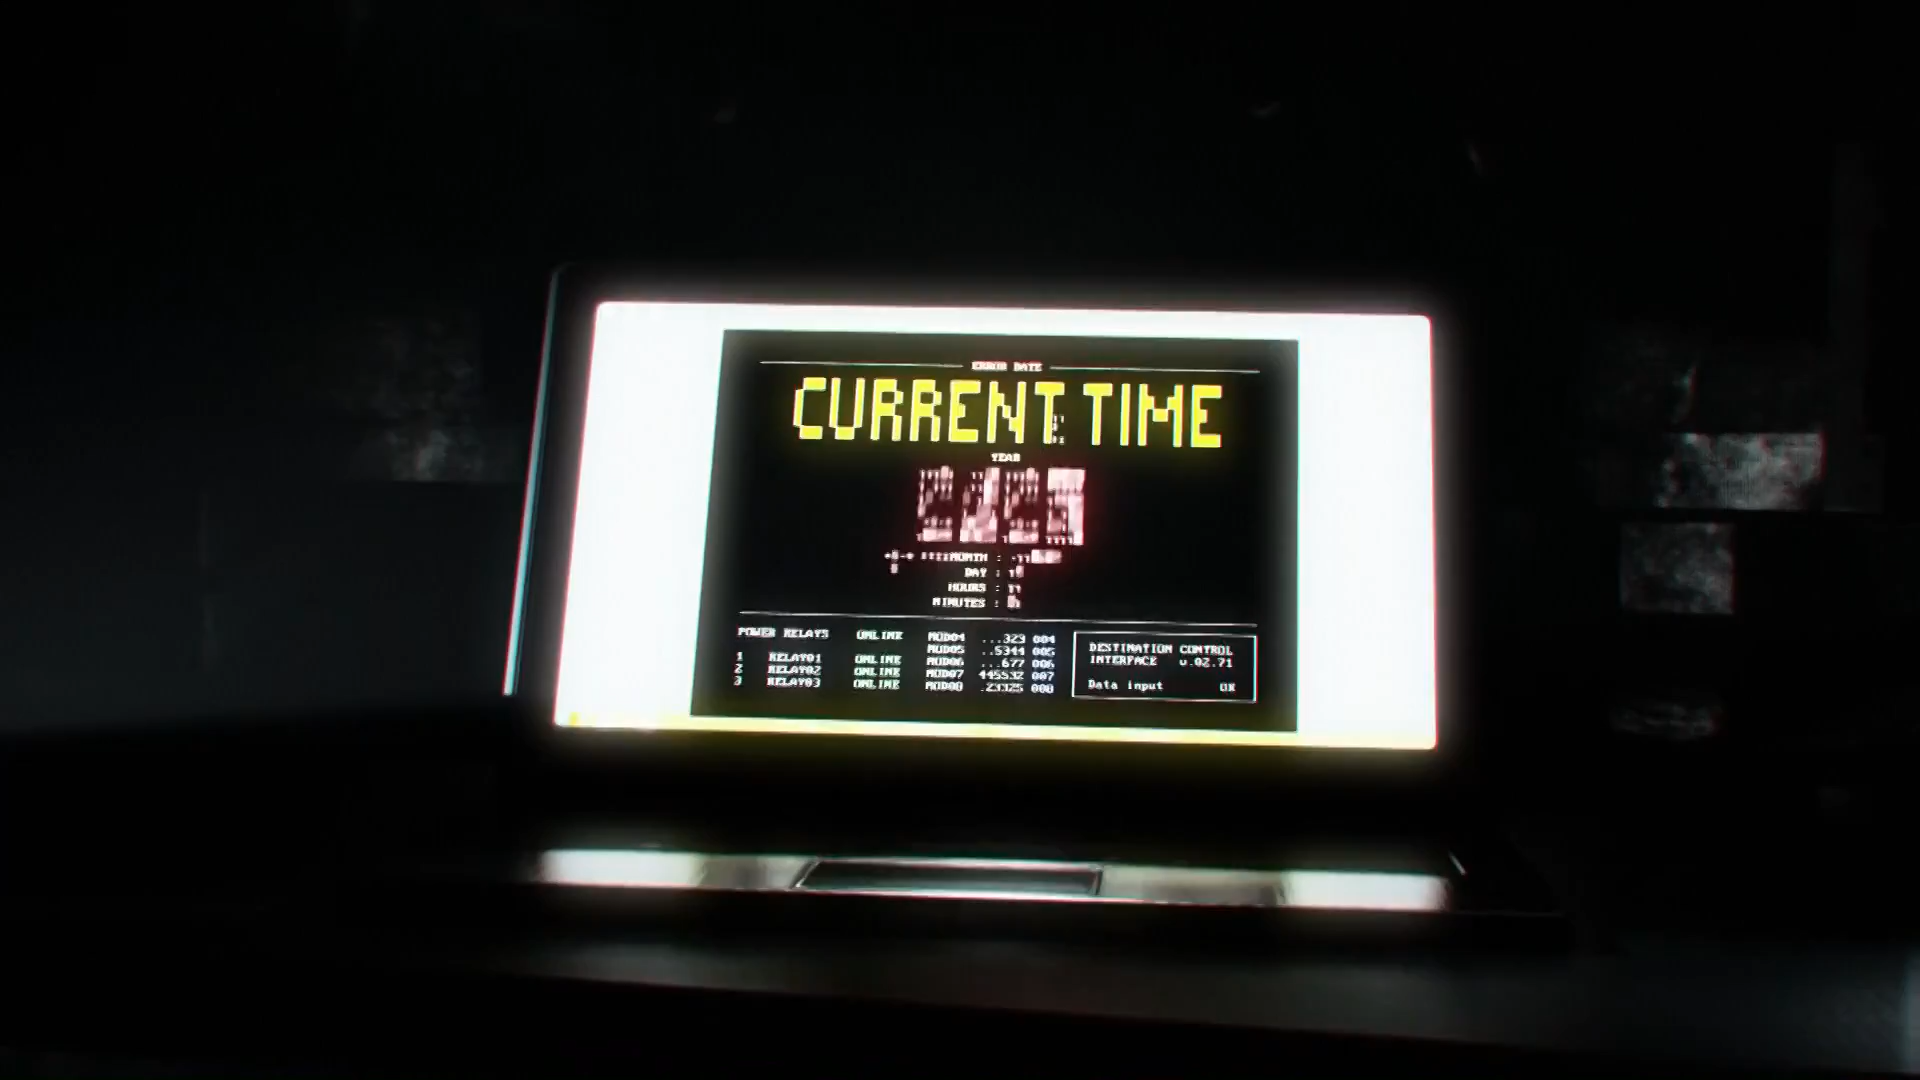 ERROR DATE
CURRENT TIME
YEAR
MONTH :
DAY :
HOURS :
MINUTES :
POWER RELAYS ONLINE
1 RELAY01 ONLINE
2 RELAY02 ONLINE
3 RELAY03 ONLINE
MOD04 ...323 004
MOD05 ..5344 005
MOD06 ...677 006
MOD07 445532 007
MOD08 .23325 008
DESTINATION CONTROL
INTERFACE v.02.71
Data input OK